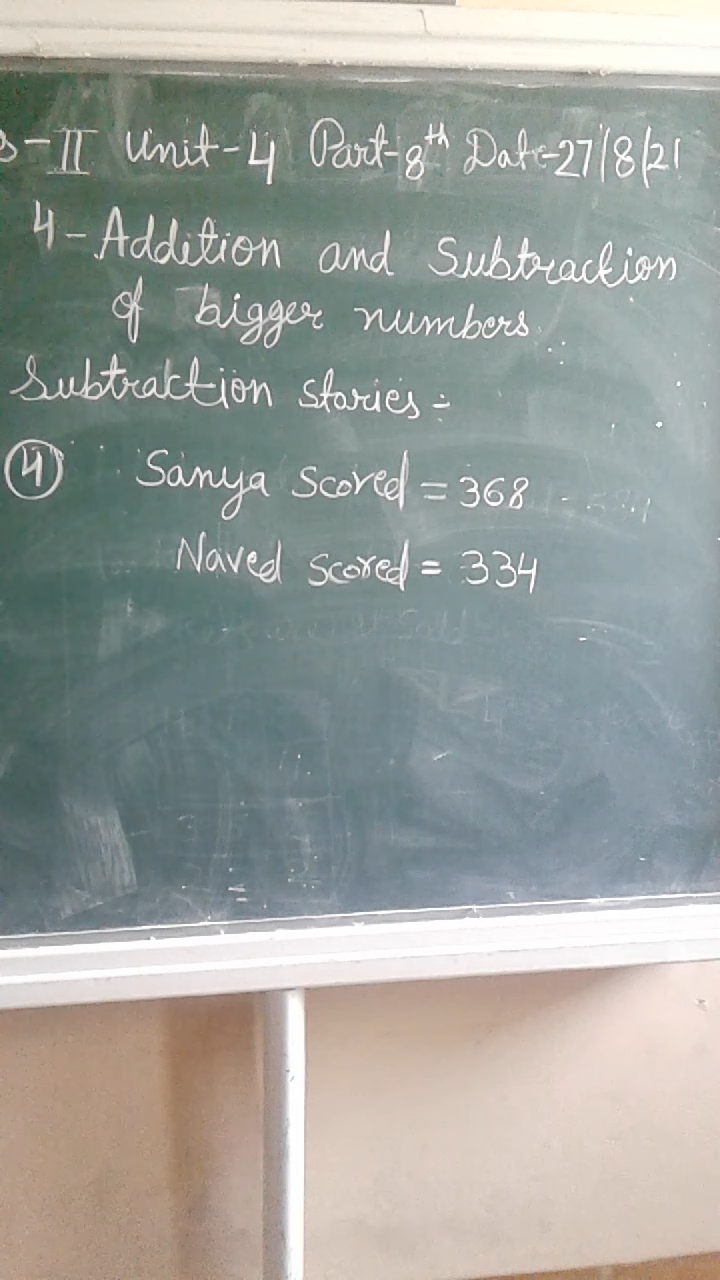 -II Unit-4 Part-8th Date-27/8/21
4-Addition and Subtraction
of bigger numbers
Subtraction stories:-
4 Sanya scored = 368
Naved scored = 334